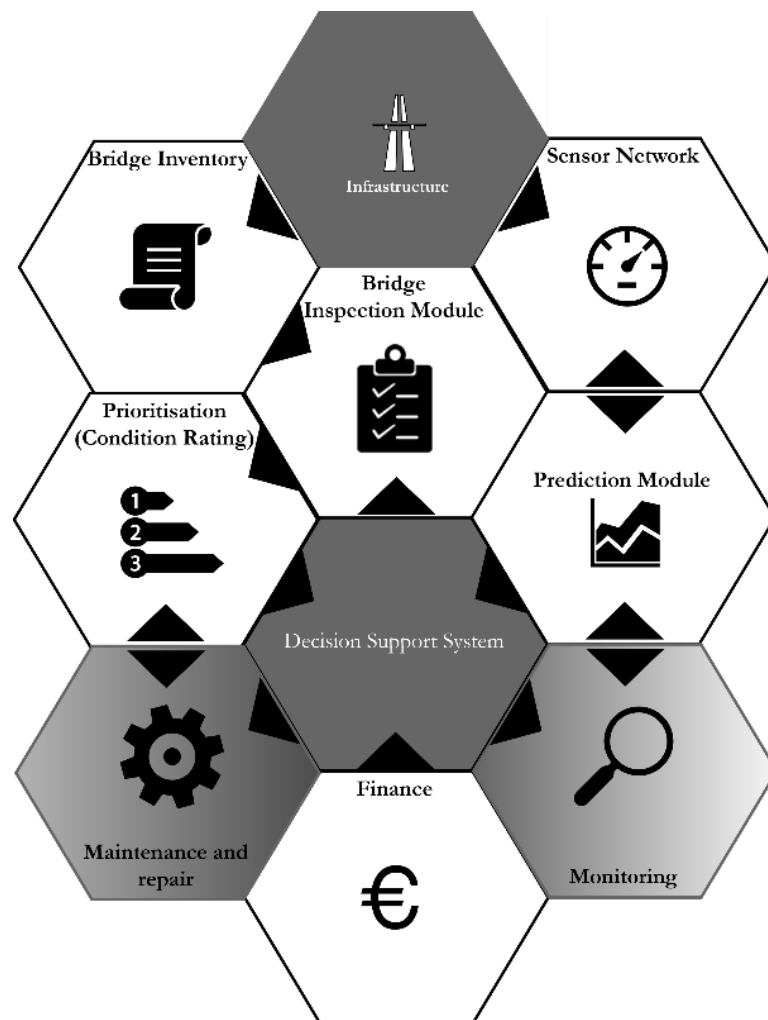 Infrastructure
Bridge Inventory
Sensor Network
Bridge
Inspection Module
Prioritisation
(Condition Rating)
1
2
3
Prediction Module
Decision Support System
Maintenance and
repair
Finance
€
Monitoring